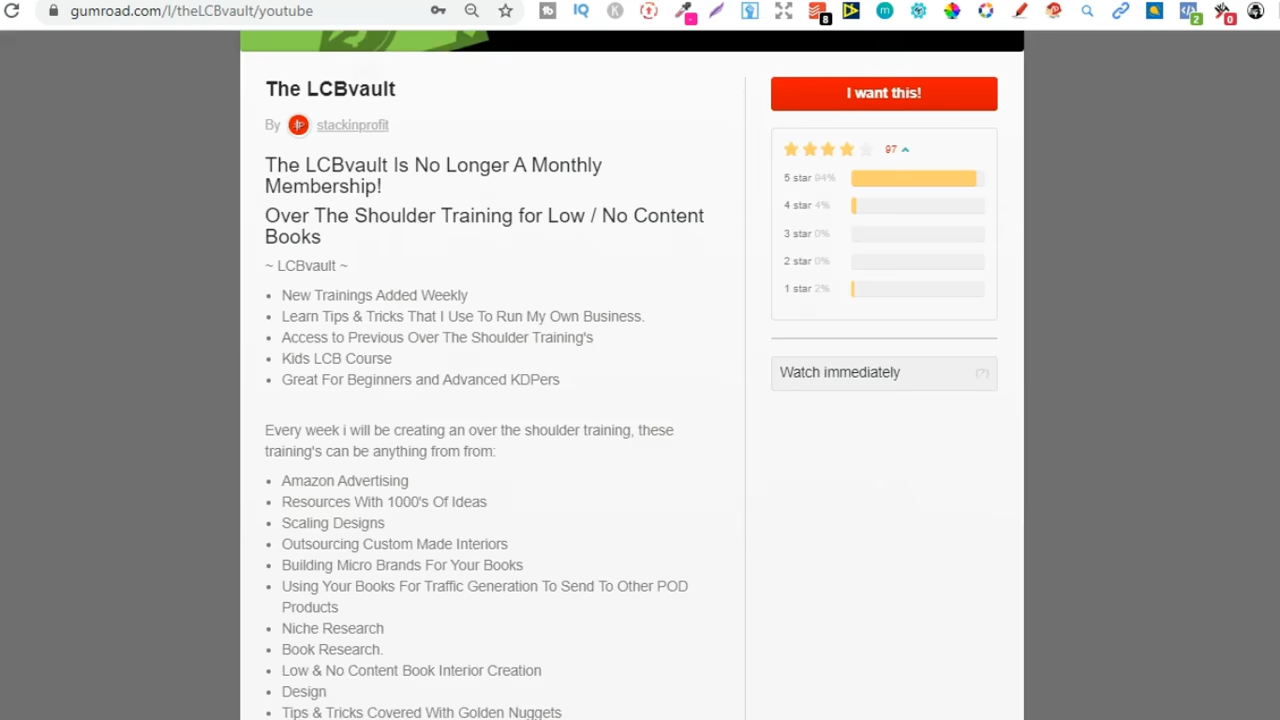 gumroad.com/l/theLCBvault/youtube
The LCBvault
By stackinprofit
The LCBvault Is No Longer A Monthly
Membership!
Over The Shoulder Training for Low / No Content
Books
~ LCBvault ~
New Trainings Added Weekly
Learn Tips & Tricks That I Use To Run My Own Business.
Access to Previous Over The Shoulder Training's
Kids LCB Course
Great For Beginners and Advanced KDPers
Every week i will be creating an over the shoulder training, these
training's can be anything from from:
Amazon Advertising
Resources With 1000's Of Ideas
Scaling Designs
Outsourcing Custom Made Interiors
Building Micro Brands For Your Books
Using Your Books For Traffic Generation To Send To Other POD
Products
Niche Research
Book Research.
Low & No Content Book Interior Creation
Design
Tips & Tricks Covered With Golden Nuggets
I want this!
97
5 star 94%
4 star 4%
3 star 0%
2 star 0%
1 star 2%
Watch immediately (?)
IQ
K
8
m
2
0